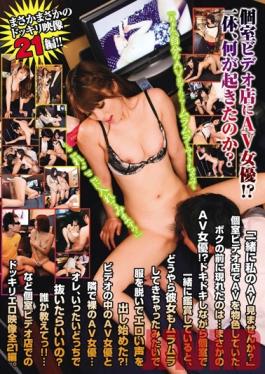 まさかまさかの
ドッキリ映像
21編!!
個室ビデオ店にAV女優!?
一体、何が起きたのか?
「一緒に私のAV見ませんか?」
個室ビデオ店でAVを物色していた
ボクの前に現れたのは…まさかの
AV女優!?ドキドキしながら個室で
一緒に鑑賞していると、
どうやら彼女もムラムラ
してきちゃったみたいで
服を脱いでエロい声を
出し始めた?!
ビデオの中のAV女優と
隣で裸のAV女優…
オレ、いったいどっちで
抜いたらいいの?
誰か教えてっ!!
など個室ビデオ店での
ドッキリエロ映像全21編。